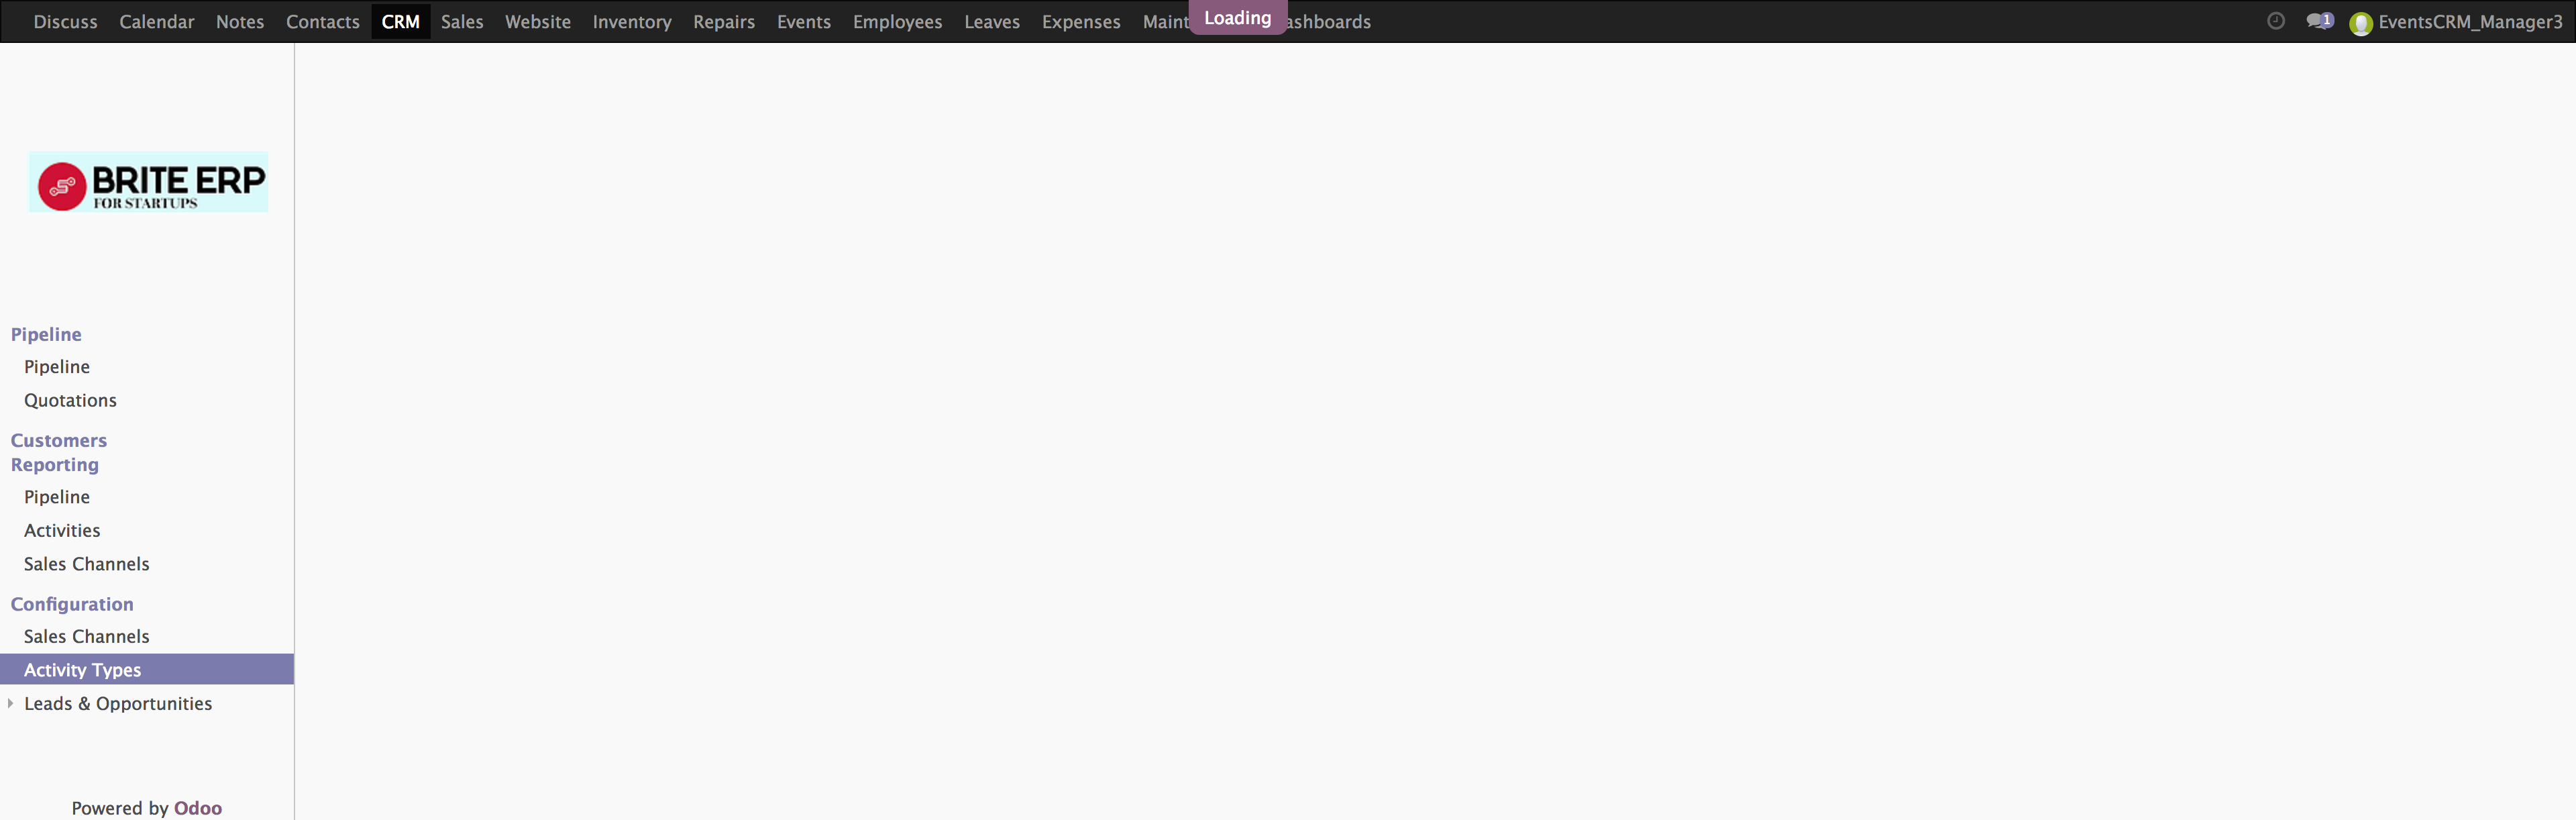 Discuss Calendar Notes Contacts CRM Sales Website Inventory Repairs Events Employees Leaves Expenses Maint Loading ashboards 1 EventsCRM_Manager3
BRITE ERP
FOR STARTUPS
Pipeline
Pipeline
Quotations
Customers
Reporting
Pipeline
Activities
Sales Channels
Configuration
Sales Channels
Activity Types
Leads & Opportunities
Powered by Odoo